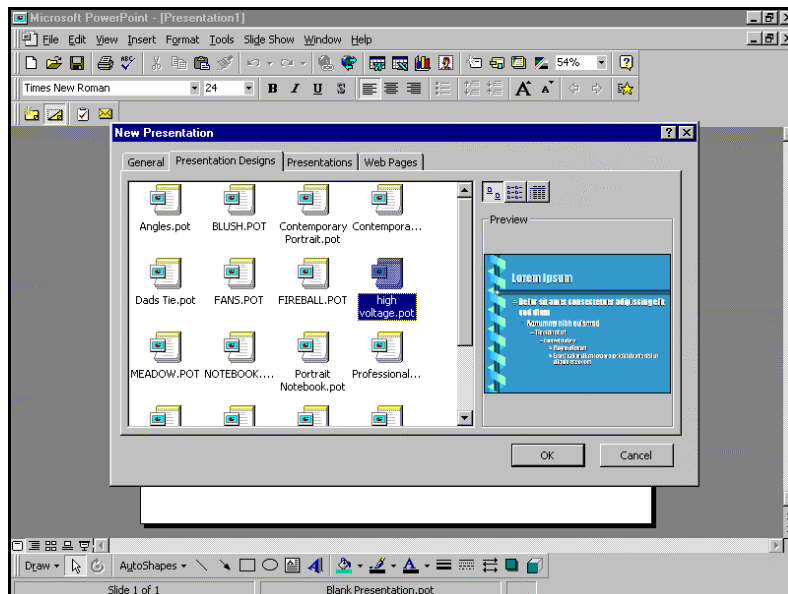 Microsoft PowerPoint - [Presentation1]
File Edit View Insert Format Tools Slide Show Window Help
ABC 54%
Times New Roman 24 B I U S A A
New Presentation
General Presentation Designs Presentations Web Pages
Angles.pot BLUSH.POT Contemporary Portrait.pot Contempora...
Preview
Dads Tie.pot FANS.POT FIREBALL.POT high voltage.pot
Lorem Ipsum
MEADOW.POT NOTEBOOK.... Portrait Notebook.pot Professional...
OK Cancel
Draw AutoShapes
Slide 1 of 1 Blank Presentation.pot